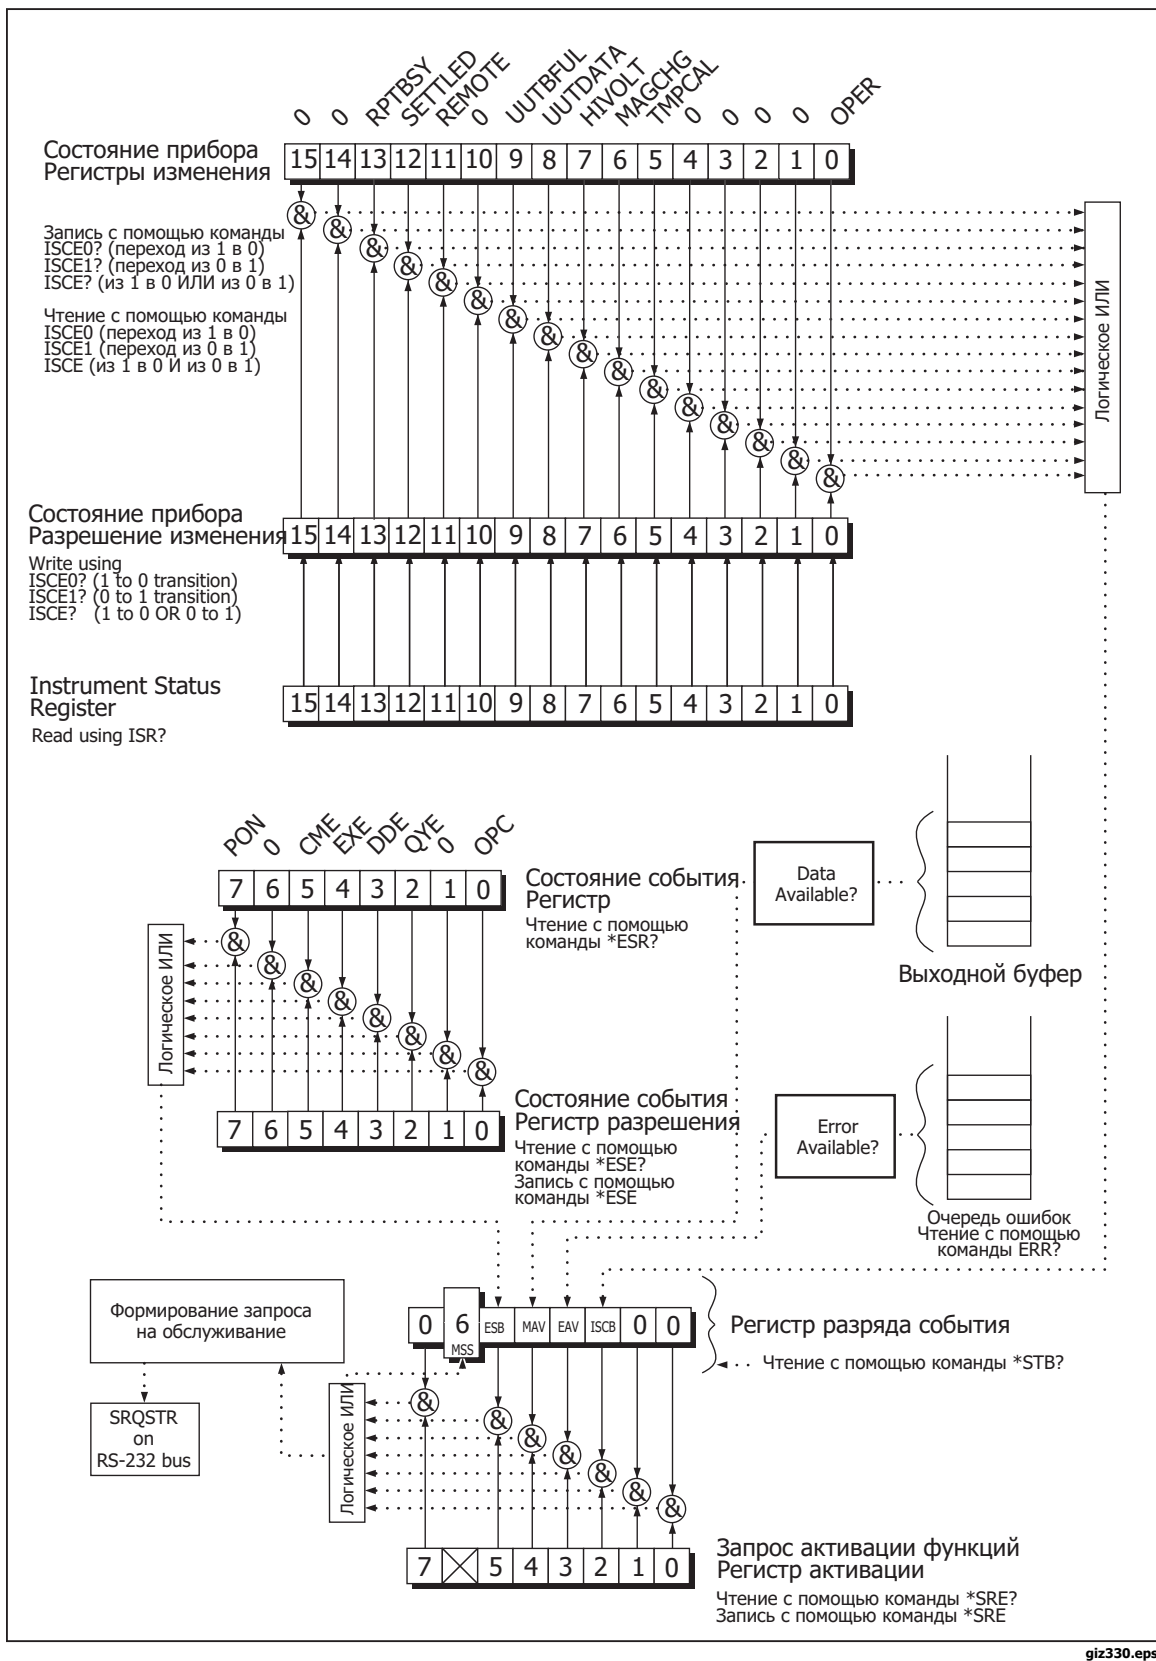 0 0 RPTBSY SETTLED REMOTE 0 UUTBFUL UUTDATA HIVOLT MAGCHG TMPCAL 0 0 0 0 OPER
Состояние прибора
Регистры изменения
15 14 13 12 11 10 9 8 7 6 5 4 3 2 1 0
& & & & & & & & & & & & & & & &
Логическое ИЛИ
Запись с помощью команды
ISCE0? (переход из 1 в 0)
ISCE1? (переход из 0 в 1)
ISCE? (из 1 в 0 ИЛИ из 0 в 1)
Чтение с помощью команды
ISCE0 (переход из 1 в 0)
ISCE1 (переход из 0 в 1)
ISCE (из 1 в 0 И из 0 в 1)
Состояние прибора
Разрешение изменения
15 14 13 12 11 10 9 8 7 6 5 4 3 2 1 0
Write using
ISCE0? (1 to 0 transition)
ISCE1? (0 to 1 transition)
ISCE? (1 to 0 OR 0 to 1)
Instrument Status
Register
15 14 13 12 11 10 9 8 7 6 5 4 3 2 1 0
Read using ISR?
PON 0 CME EXE DDE QYE 0 OPC
7 6 5 4 3 2 1 0
Состояние события
Регистр
Чтение с помощью
команды *ESR?
Data
Available?
Выходной буфер
& & & & & & & &
Логическое ИЛИ
Состояние события
Регистр разрешения
7 6 5 4 3 2 1 0
Чтение с помощью
команды *ESE?
Запись с помощью
команды *ESE
Error
Available?
Очередь ошибок
Чтение с помощью
команды ERR?
Формирование запроса
на обслуживание
0 6 MSS ESB MAV EAV ISCB 0 0
Регистр разряда события
Чтение с помощью команды *STB?
SRQSTR
on
RS-232 bus
Логическое ИЛИ
& & & & & & &
7 5 4 3 2 1 0
Запрос активации функций
Регистр активации
Чтение с помощью команды *SRE?
Запись с помощью команды *SRE
giz330.eps